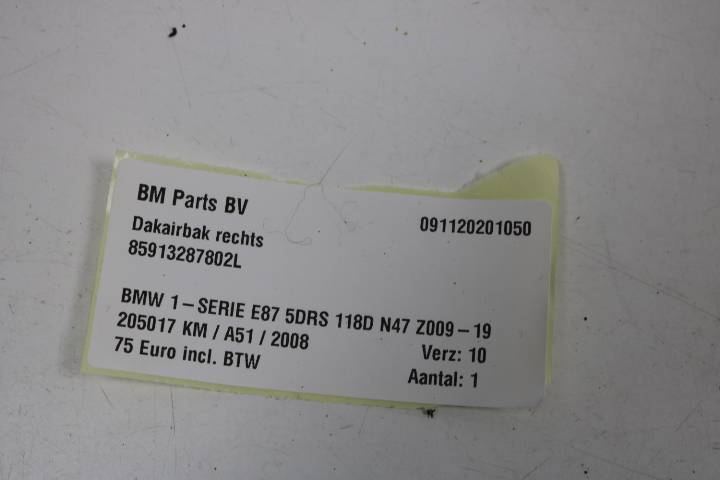 BM Parts BV
Dakairbak rechts 091120201050
85913287802L
BMW 1-SERIE E87 5DRS 118D N47 Z009-19
205017 KM / A51 / 2008 Verz: 10
75 Euro incl. BTW Aantal: 1